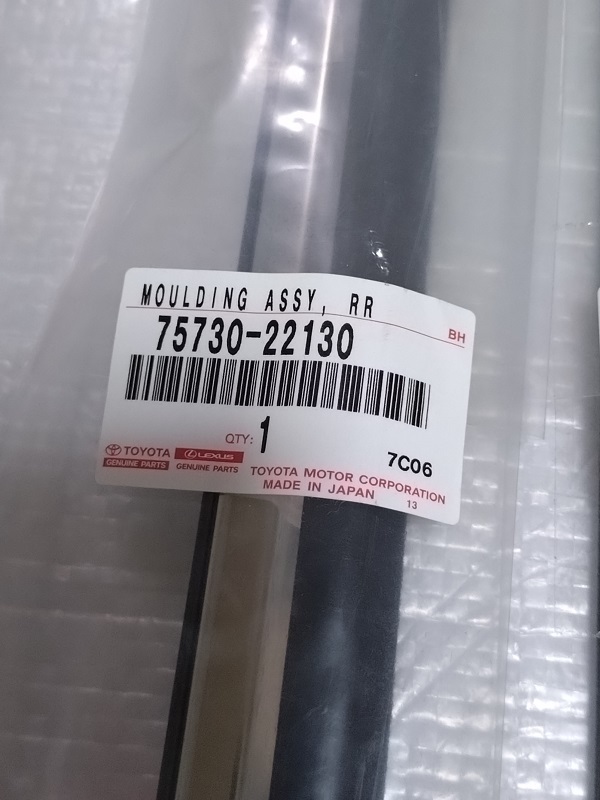 MOULDING ASSY, RR
BH
75730-22130
QTY: 1
7C06
TOYOTA
GENUINE PARTS
LEXUS
GENUINE PARTS
TOYOTA MOTOR CORPORATION
MADE IN JAPAN
13